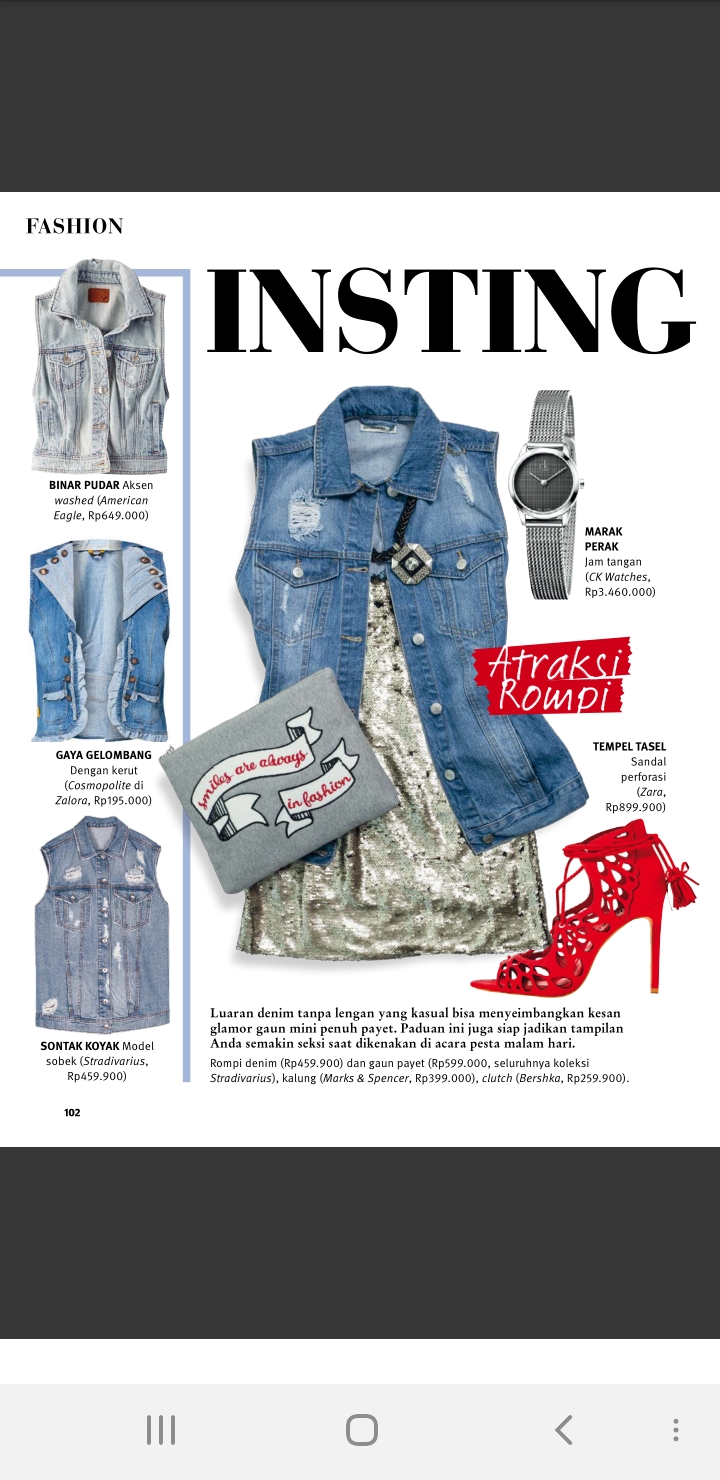 FASHION
INSTING
BINAR PUDAR Aksen
washed (American
Eagle, Rp649.000)
GAYA GELOMBANG
Dengan kerut
(Cosmopolite di
Zalora, Rp195.000)
SONTAK KOYAK Model
sobek (Stradivarius,
Rp459.900)
ck
MARAK
PERAK
Jam tangan
(CK Watches,
Rp3.460.000)
Atraksi
Rompi
TEMPEL TASEL
Sandal
perforasi
(Zara,
Rp899.900)
smiles are always
in fashion
Luaran denim tanpa lengan yang kasual bisa menyeimbangkan kesan
glamor gaun mini penuh payet. Paduan ini juga siap jadikan tampilan
Anda semakin seksi saat dikenakan di acara pesta malam hari.
Rompi denim (Rp459.900) dan gaun payet (Rp599.000, seluruhnya koleksi
Stradivarius), kalung (Marks & Spencer, Rp399.000), clutch (Bershka, Rp259.900).
102